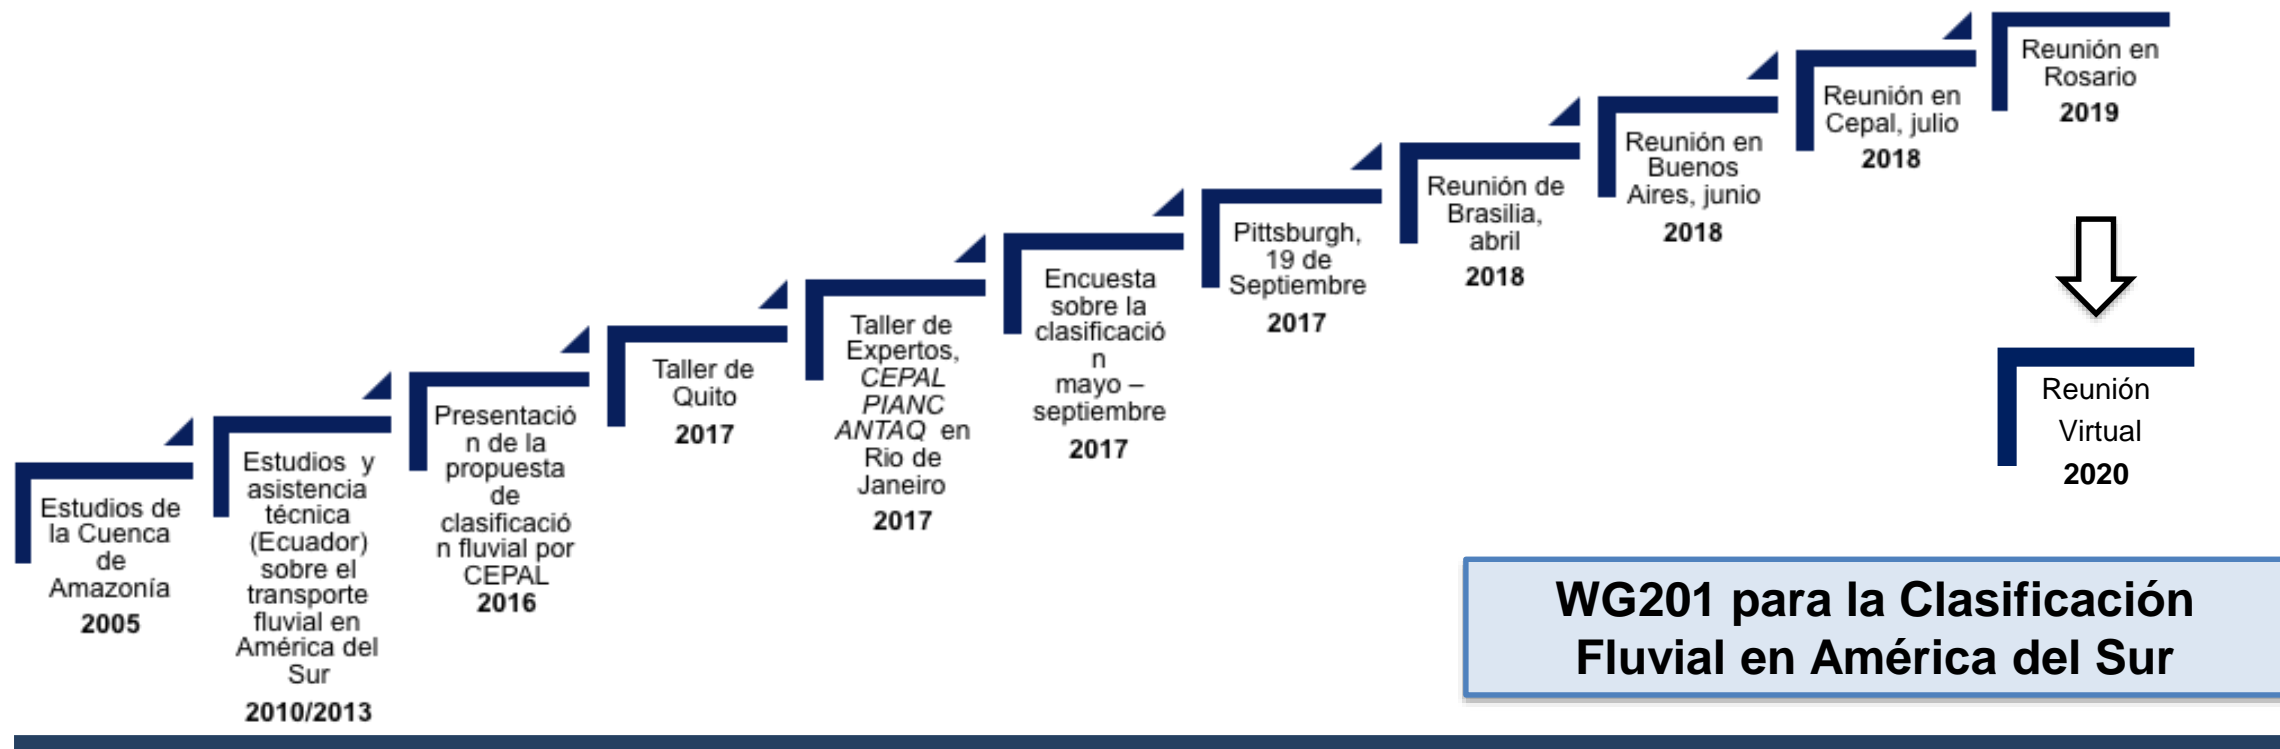 Estudios de
la Cuenca
de
Amazonía
2005
Estudios y
asistencia
técnica
(Ecuador)
sobre el
transporte
fluvial en
América del
Sur
2010/2013
Presentació
n de la
propuesta
de
clasificació
n fluvial por
CEPAL
2016
Taller de
Quito
2017
Taller de
Expertos,
CEPAL
PIANC
ANTAQ en
Rio de
Janeiro
2017
Encuesta
sobre la
clasificació
n
mayo –
septiembre
2017
Pittsburgh,
19 de
Septiembre
2017
Reunión de
Brasilia,
abril
2018
Reunión en
Buenos
Aires, junio
2018
Reunión en
Cepal, julio
2018
Reunión en
Rosario
2019
Reunión
Virtual
2020
WG201 para la Clasificación
Fluvial en América del Sur